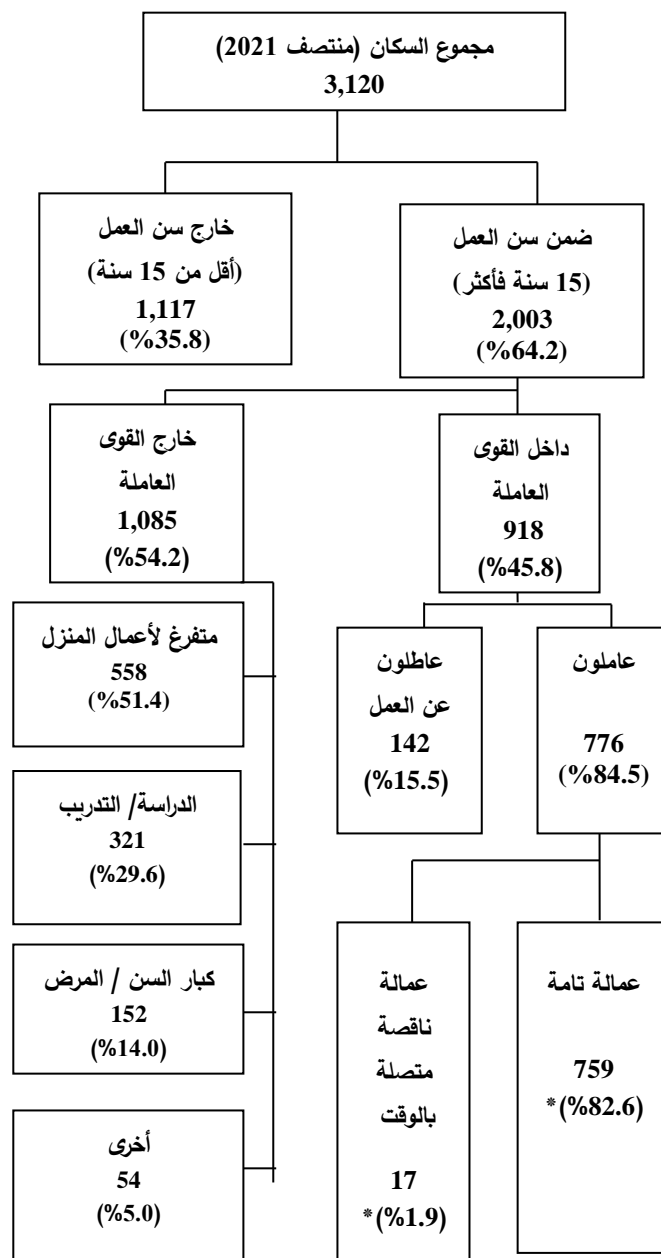 مجموع السكان (منتصف 2021)
3,120
ضمن سن العمل
(15 سنة فأكثر)
2,003
(%64.2)
خارج سن العمل
(أقل من 15 سنة)
1,117
(%35.8)
داخل القوى
العاملة
918
(%45.8)
خارج القوى
العاملة
1,085
(%54.2)
عاملون
776
(%84.5)
عاطلون
عن العمل
142
(%15.5)
متفرغ لأعمال المنزل
558
(%51.4)
الدراسة/ التدريب
321
(%29.6)
عمالة تامة
759
*(%82.6)
عمالة
ناقصة
متصلة
بالوقت
17
*(%1.9)
كبار السن / المرض
152
(%14.0)
أخرى
54
(%5.0)